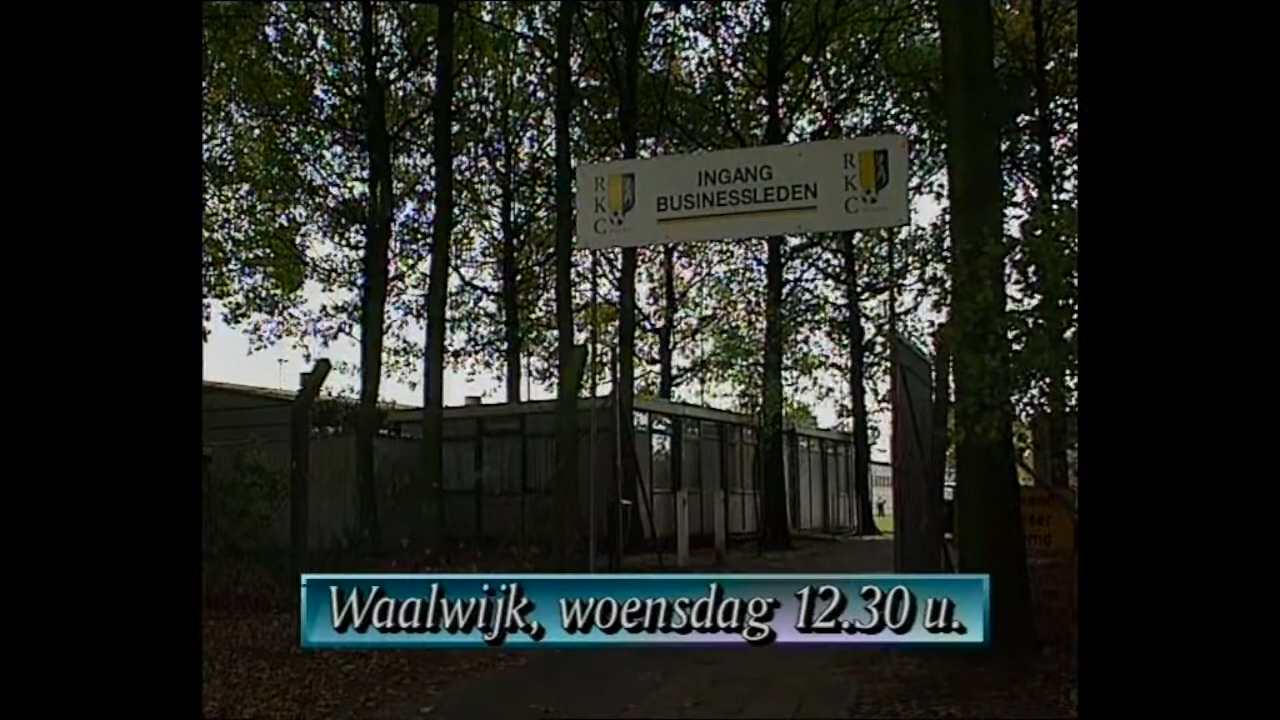 RKC
INGANG
BUSINESSLEDEN
RKC
Waalwijk, woensdag 12.30 u.